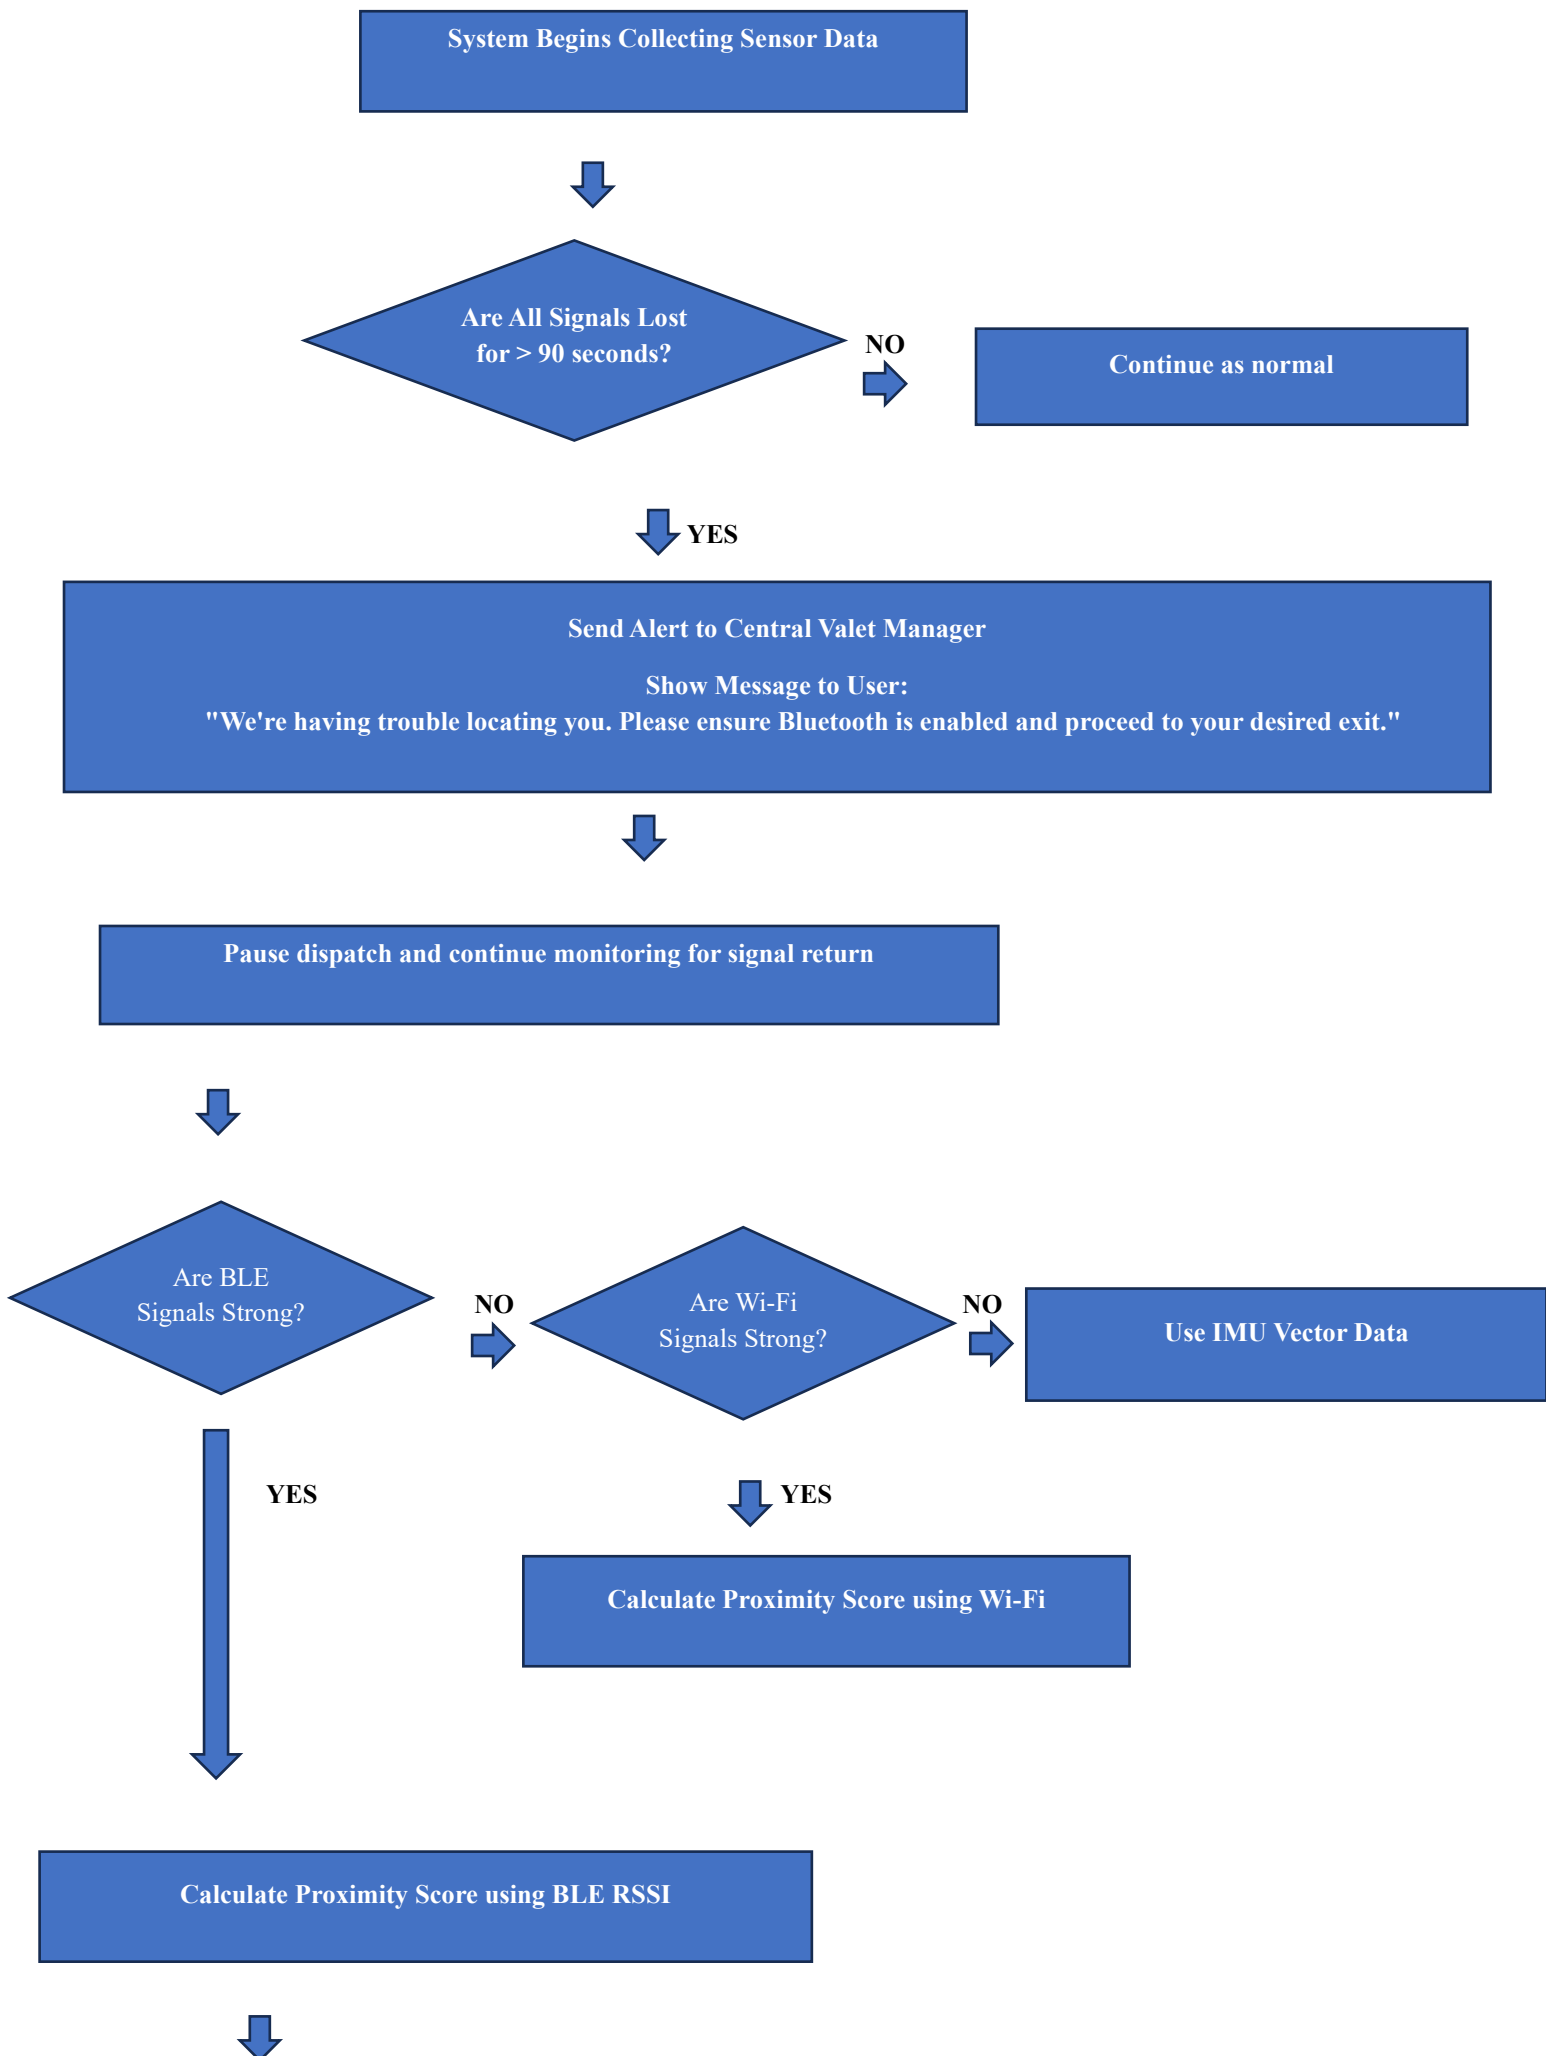 System Begins Collecting Sensor Data
Are All Signals Lost
for > 90 seconds?
NO
Continue as normal
YES
Send Alert to Central Valet Manager
Show Message to User:
"We're having trouble locating you. Please ensure Bluetooth is enabled and proceed to your desired exit."
Pause dispatch and continue monitoring for signal return
Are BLE
Signals Strong?
NO
Are Wi-Fi
Signals Strong?
NO
Use IMU Vector Data
YES
YES
Calculate Proximity Score using Wi-Fi
Calculate Proximity Score using BLE RSSI